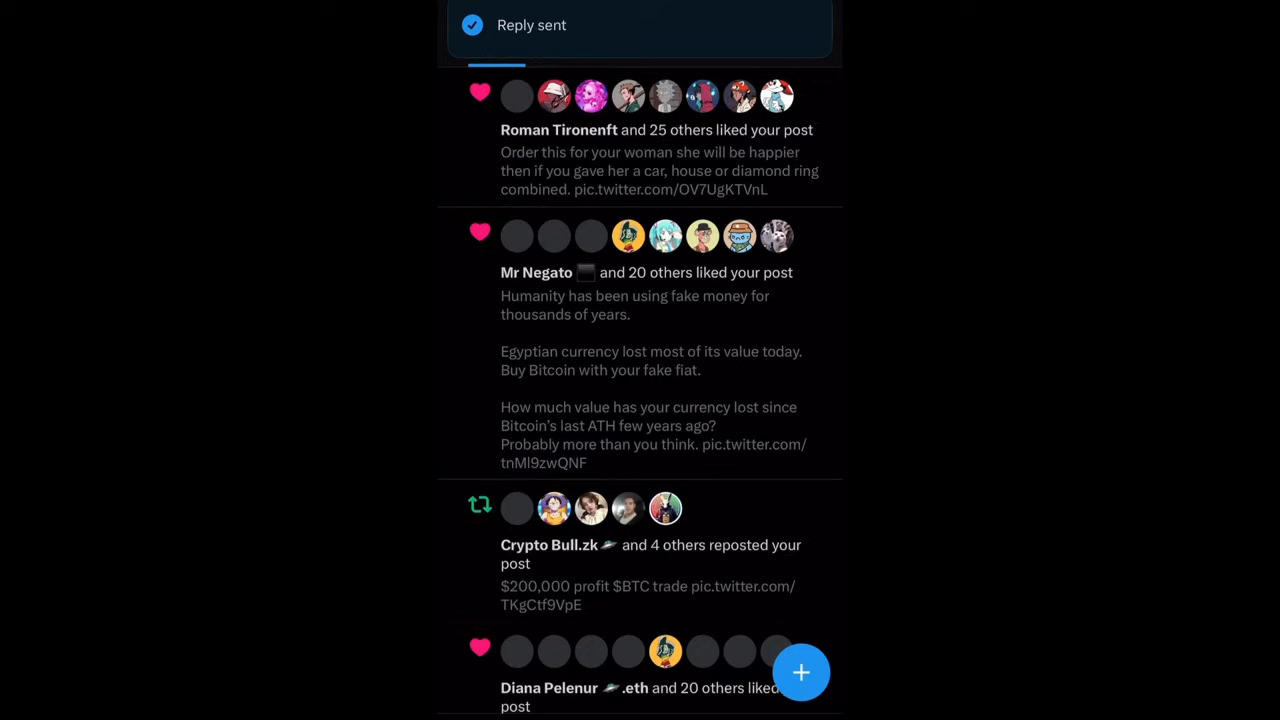 Reply sent
Roman Tironenft and 25 others liked your post
Order this for your woman she will be happier
then if you gave her a car, house or diamond ring
combined. pic.twitter.com/OV7UgKTVnL
Mr Negato and 20 others liked your post
Humanity has been using fake money for
thousands of years.
Egyptian currency lost most of its value today.
Buy Bitcoin with your fake fiat.
How much value has your currency lost since
Bitcoin’s last ATH few years ago?
Probably more than you think. pic.twitter.com/
tnMl9zwQNF
Crypto Bull.zk🛸 and 4 others reposted your
post
$200,000 profit $BTC trade pic.twitter.com/
TKgCtf9VpE
Diana Pelenur 🛸.eth and 20 others liked
post